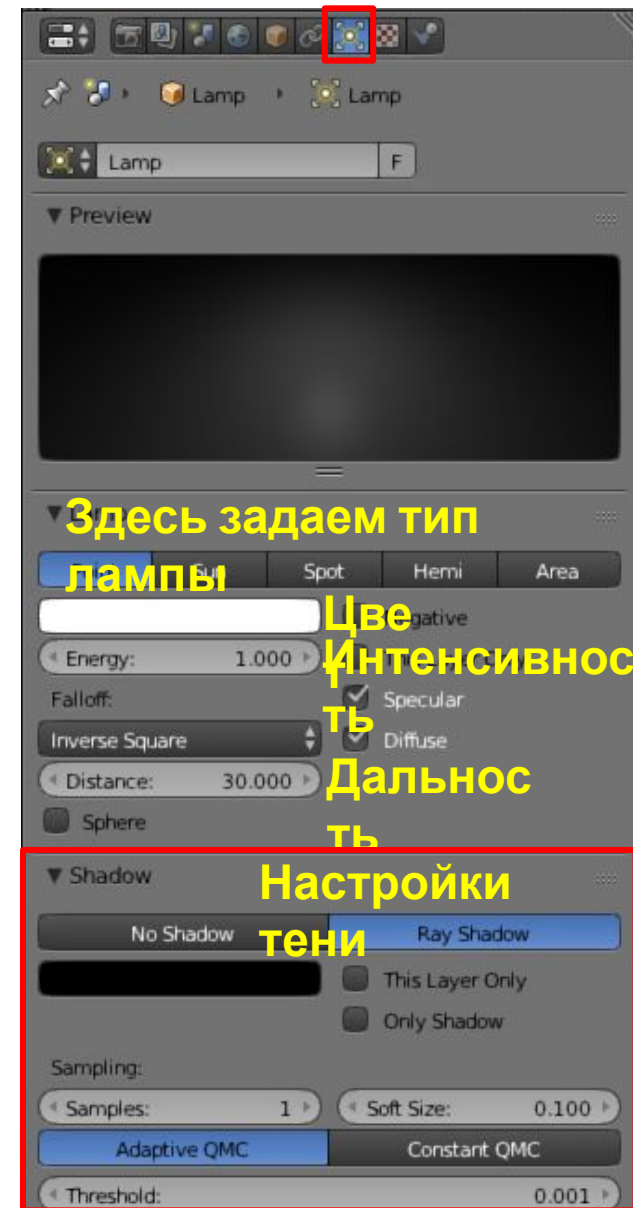 Lamp Lamp
Lamp F
Preview
Здесь задаем тип
лампы
Spot Hemi Area
Цве
т
Energy: 1.000
Интенсивнос
ть
Falloff:
Specular
Inverse Square
Diffuse
Distance: 30.000
Дальнос
ть
Sphere
Shadow
Настройки
тени
No Shadow
Ray Shadow
This Layer Only
Only Shadow
Sampling:
Samples: 1
Soft Size: 0.100
Adaptive QMC
Constant QMC
Threshold: 0.001